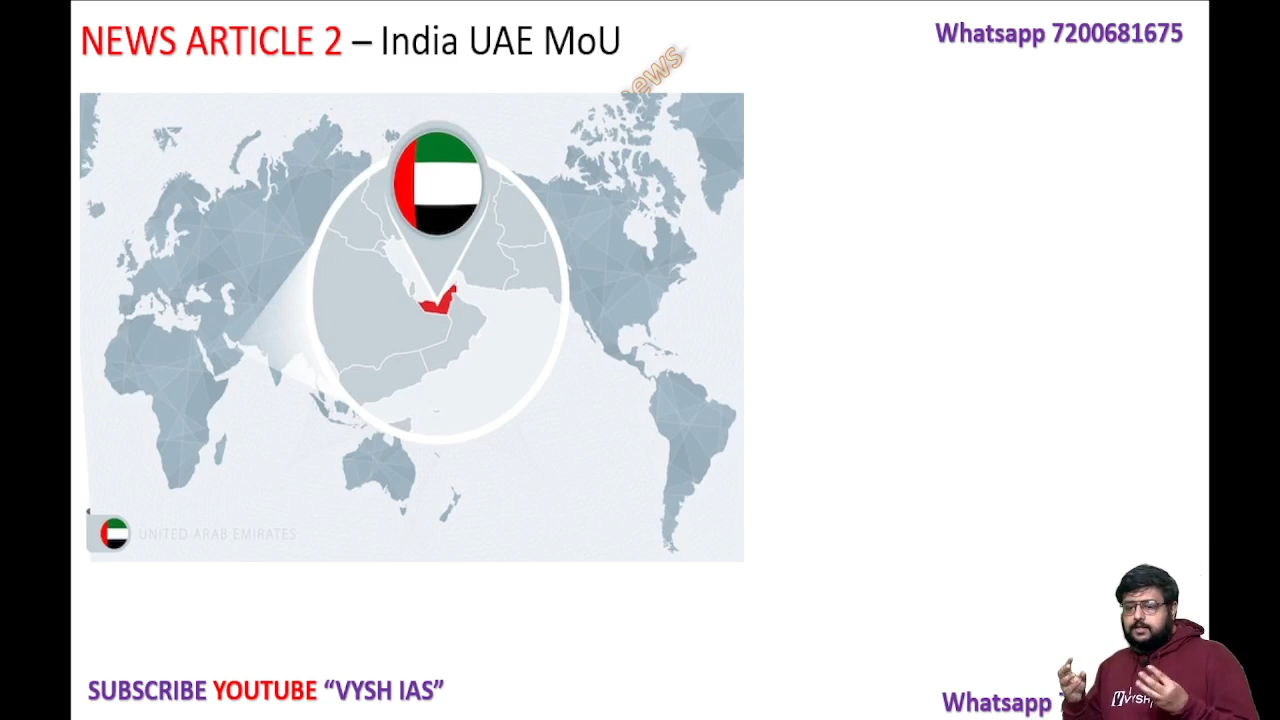 NEWS ARTICLE 2 – India UAE MoU
Whatsapp 7200681675
UNITED ARAB EMIRATES
SUBSCRIBE YOUTUBE “VYSH IAS”
Whatsapp